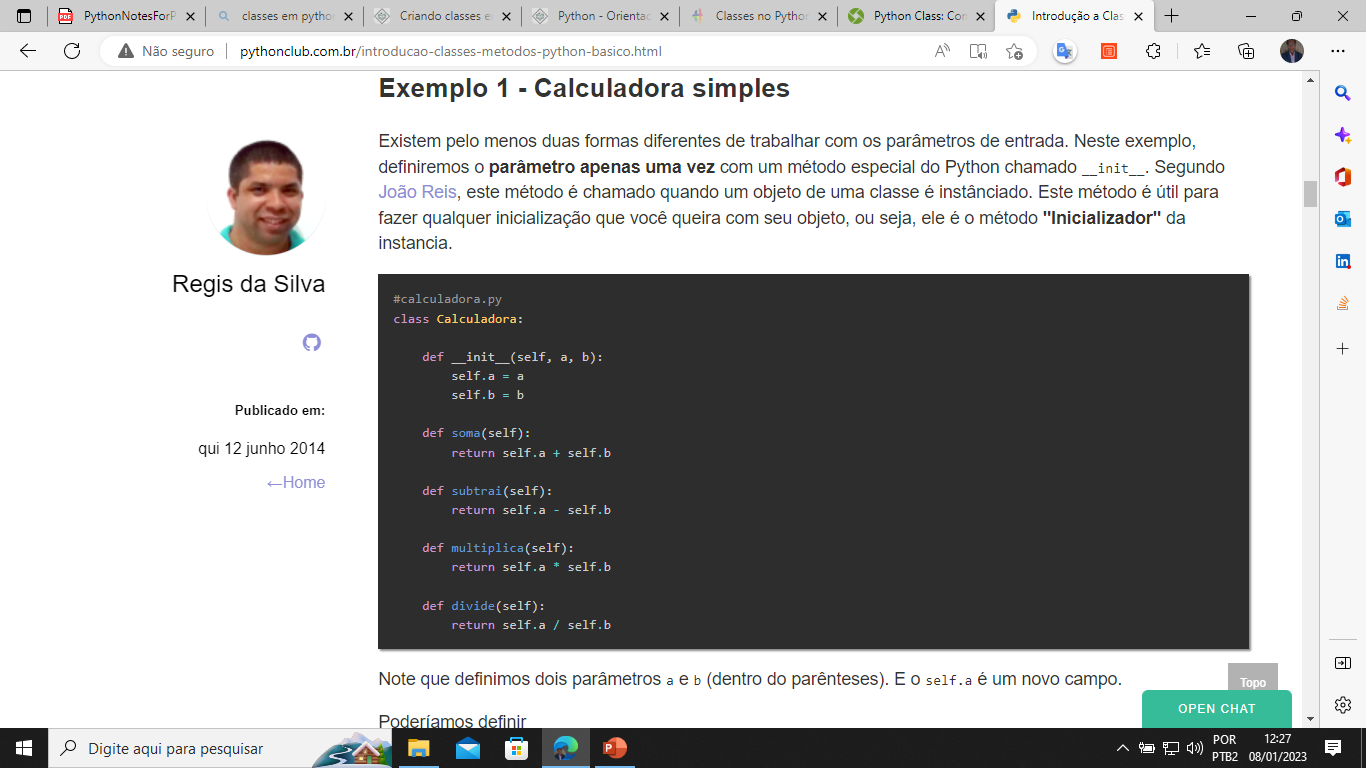 PythonNotesForP
classes em pythor
Criando classes e
Python - Orientac
Classes no Python
Python Class: Con
Introdução a Clas
Não seguro
pythonclub.com.br/introducao-classes-metodos-python-basico.html
Exemplo 1 - Calculadora simples
Existem pelo menos duas formas diferentes de trabalhar com os parâmetros de entrada. Neste exemplo,
definiremos o parâmetro apenas uma vez com um método especial do Python chamado __init__. Segundo
João Reis, este método é chamado quando um objeto de uma classe é instânciado. Este método é útil para
fazer qualquer inicialização que você queira com seu objeto, ou seja, ele é o método "Inicializador" da
instancia.
Regis da Silva
Publicado em:
qui 12 junho 2014
←Home
#calculadora.py
class Calculadora:
def __init__(self, a, b):
self.a = a
self.b = b
def soma(self):
return self.a + self.b
def subtrai(self):
return self.a - self.b
def multiplica(self):
return self.a * self.b
def divide(self):
return self.a / self.b
Note que definimos dois parâmetros a e b (dentro do parênteses). E o self.a é um novo campo.
Poderíamos definir
Topo
OPEN CHAT
Digite aqui para pesquisar
POR
PTB2
12:27
08/01/2023